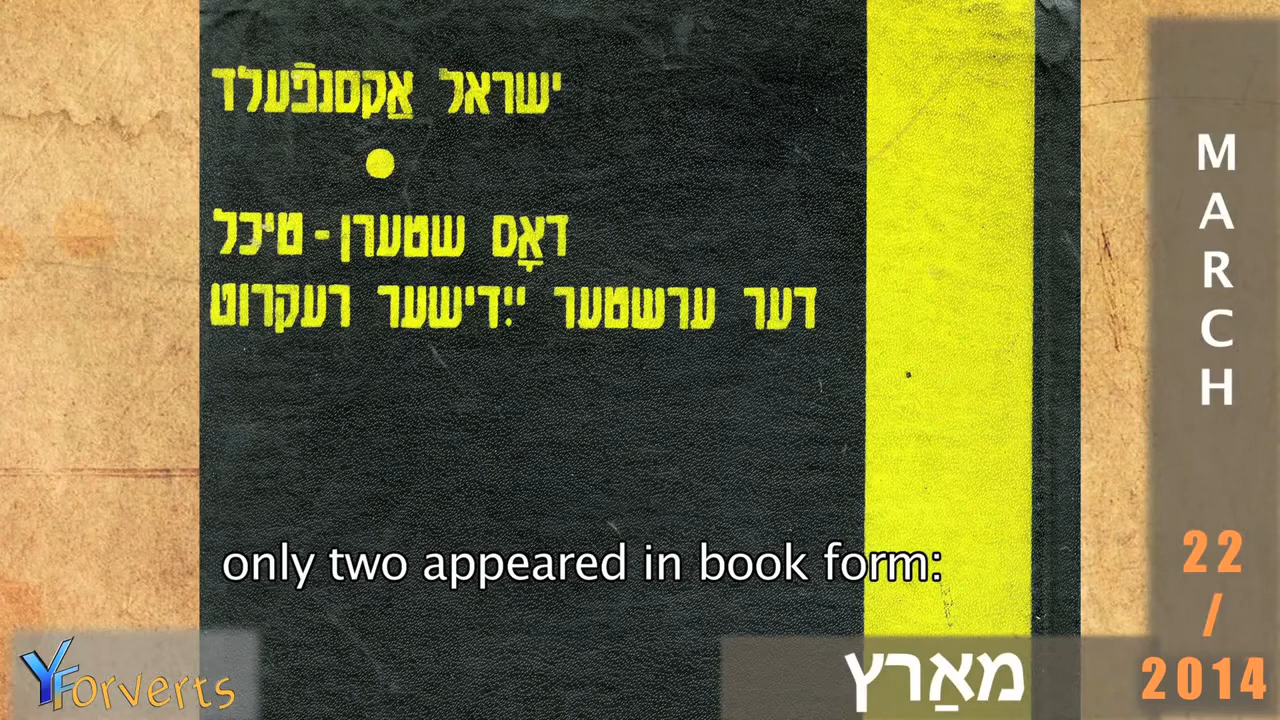 ישראל אַקסנפֿעלד
דאָס שטערן-טיכל
דער ערשטער ייִדישער רעקרוט
only two appeared in book form:
YForverts
מאַרץ
MARCH
22
/
2014